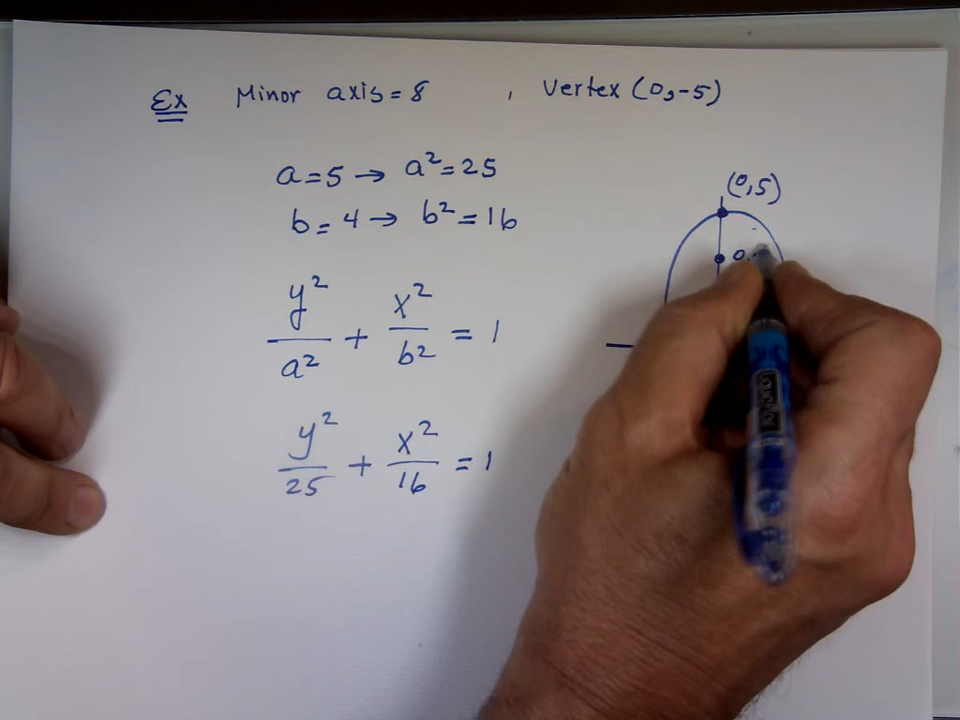 Ex Minor axis = 8 , Vertex (0,-5)
a = 5 → a² = 25
b = 4 → b² = 16
(0,5)
y²/a² + x²/b² = 1
y²/25 + x²/16 = 1